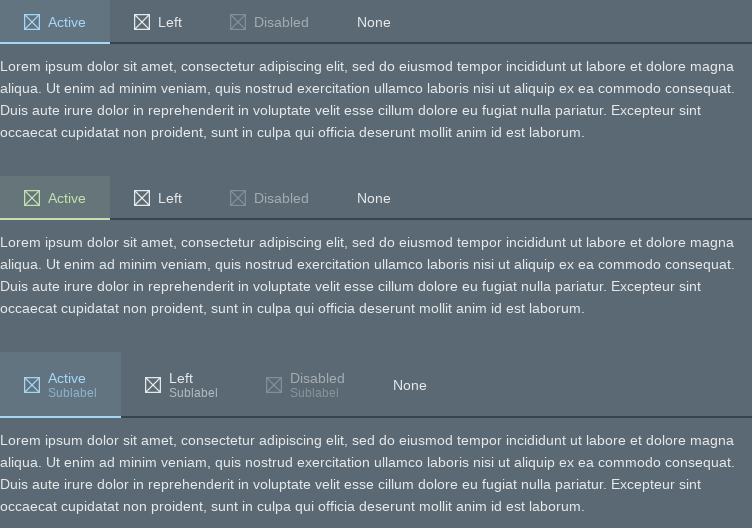 Active Left Disabled None
Lorem ipsum dolor sit amet, consectetur adipiscing elit, sed do eiusmod tempor incididunt ut labore et dolore magna
aliqua. Ut enim ad minim veniam, quis nostrud exercitation ullamco laboris nisi ut aliquip ex ea commodo consequat.
Duis aute irure dolor in reprehenderit in voluptate velit esse cillum dolore eu fugiat nulla pariatur. Excepteur sint
occaecat cupidatat non proident, sunt in culpa qui officia deserunt mollit anim id est laborum.
Active Left Disabled None
Lorem ipsum dolor sit amet, consectetur adipiscing elit, sed do eiusmod tempor incididunt ut labore et dolore magna
aliqua. Ut enim ad minim veniam, quis nostrud exercitation ullamco laboris nisi ut aliquip ex ea commodo consequat.
Duis aute irure dolor in reprehenderit in voluptate velit esse cillum dolore eu fugiat nulla pariatur. Excepteur sint
occaecat cupidatat non proident, sunt in culpa qui officia deserunt mollit anim id est laborum.
Active Left Disabled None
Sublabel Sublabel Sublabel
Lorem ipsum dolor sit amet, consectetur adipiscing elit, sed do eiusmod tempor incididunt ut labore et dolore magna
aliqua. Ut enim ad minim veniam, quis nostrud exercitation ullamco laboris nisi ut aliquip ex ea commodo consequat.
Duis aute irure dolor in reprehenderit in voluptate velit esse cillum dolore eu fugiat nulla pariatur. Excepteur sint
occaecat cupidatat non proident, sunt in culpa qui officia deserunt mollit anim id est laborum.